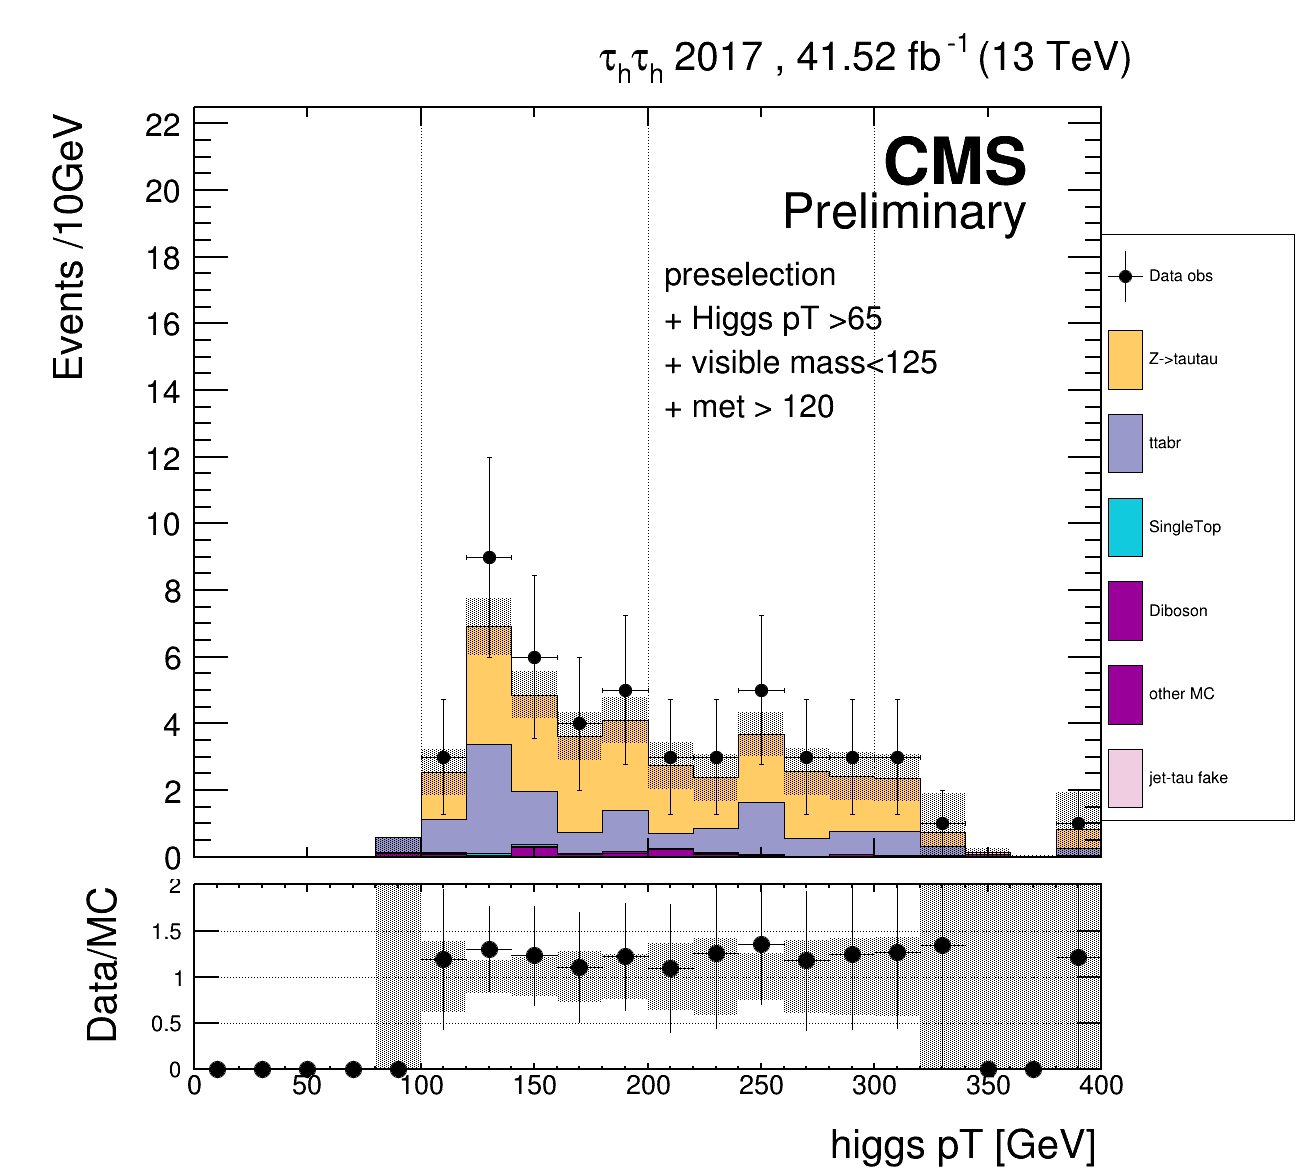 τhτh 2017 , 41.52 fb-1 (13 TeV)
Events /10GeV
22
20
18
16
14
12
10
8
6
4
2
0
CMS
Preliminary
preselection
+ Higgs pT >65
+ visible mass<125
+ met > 120
Data obs
Z->tautau
ttabr
SingleTop
Diboson
other MC
jet-tau fake
Data/MC
2
1.5
1
0.5
0
0 50 100 150 200 250 300 350 400
higgs pT [GeV]